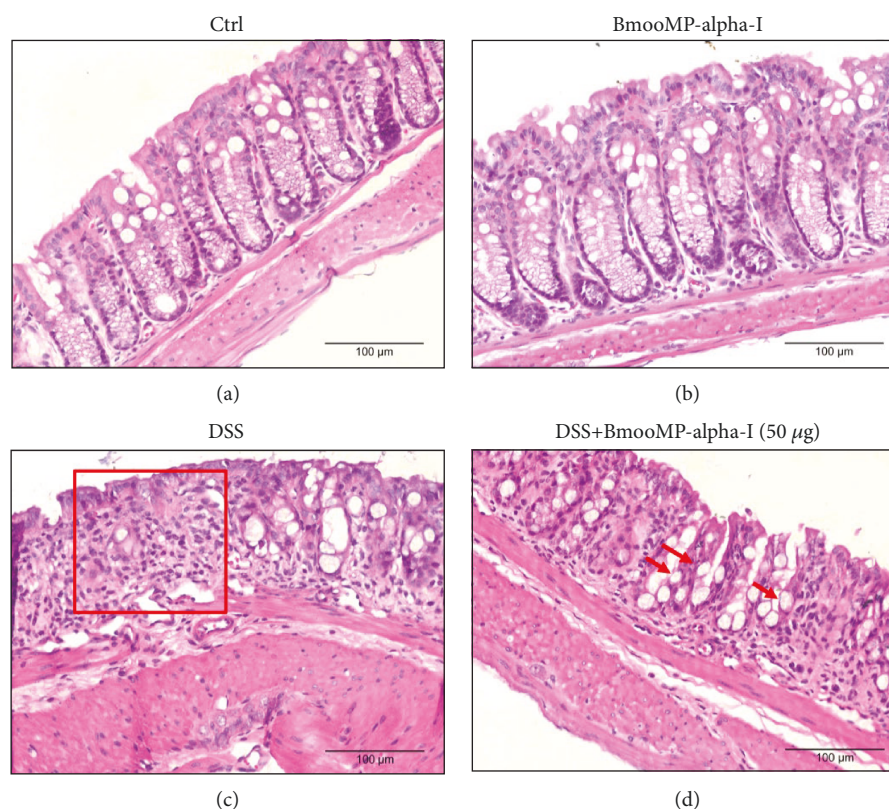 Ctrl
BmooMP-alpha-I
100 µm
100 µm
(a)
(b)
DSS
DSS+BmooMP-alpha-I (50 µg)
100 µm
100 µm
(c)
(d)